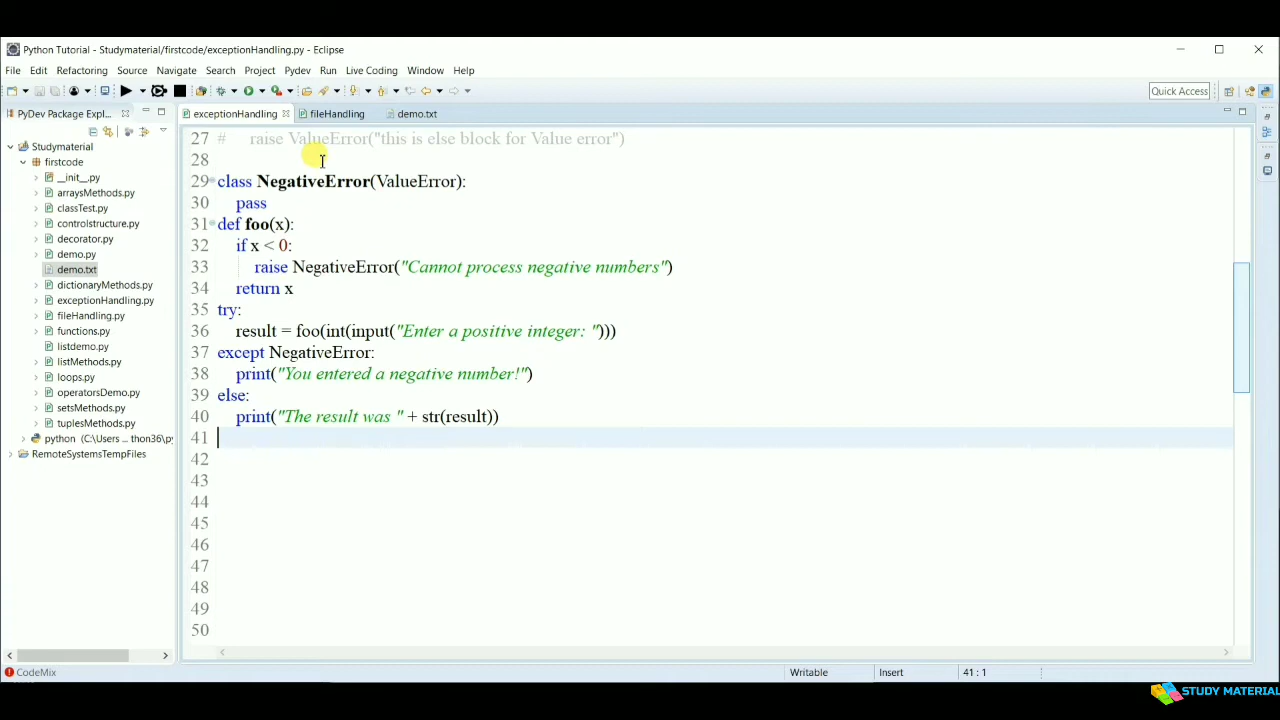 Python Tutorial - Studymaterial/firstcode/exceptionHandling.py - Eclipse
File Edit Refactoring Source Navigate Search Project Pydev Run Live Coding Window Help
Quick Access
PyDev Package Expl...
exceptionHandling fileHandling demo.txt
Studymaterial
firstcode
__init__.py
arraysMethods.py
classTest.py
controlstructure.py
decorator.py
demo.py
demo.txt
dictionaryMethods.py
exceptionHandling.py
fileHandling.py
functions.py
listdemo.py
listMethods.py
loops.py
operatorsDemo.py
setsMethods.py
tuplesMethods.py
python (C:\Users ... thon36\py
RemoteSystemsTempFiles
27 # raise ValueError("this is else block for Value error")
28
29 class NegativeError(ValueError):
30 pass
31 def foo(x):
32 if x < 0:
33 raise NegativeError("Cannot process negative numbers")
34 return x
35 try:
36 result = foo(int(input("Enter a positive integer: ")))
37 except NegativeError:
38 print("You entered a negative number!")
39 else:
40 print("The result was " + str(result))
41
42
43
44
45
46
47
48
49
50
CodeMix
Writable Insert 41 : 1
STUDY MATERIAL